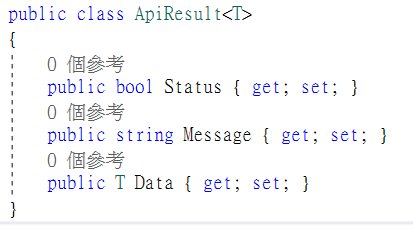 public class ApiResult<T>
{
0 個參考
public bool Status { get; set; }
0 個參考
public string Message { get; set; }
0 個參考
public T Data { get; set; }
}